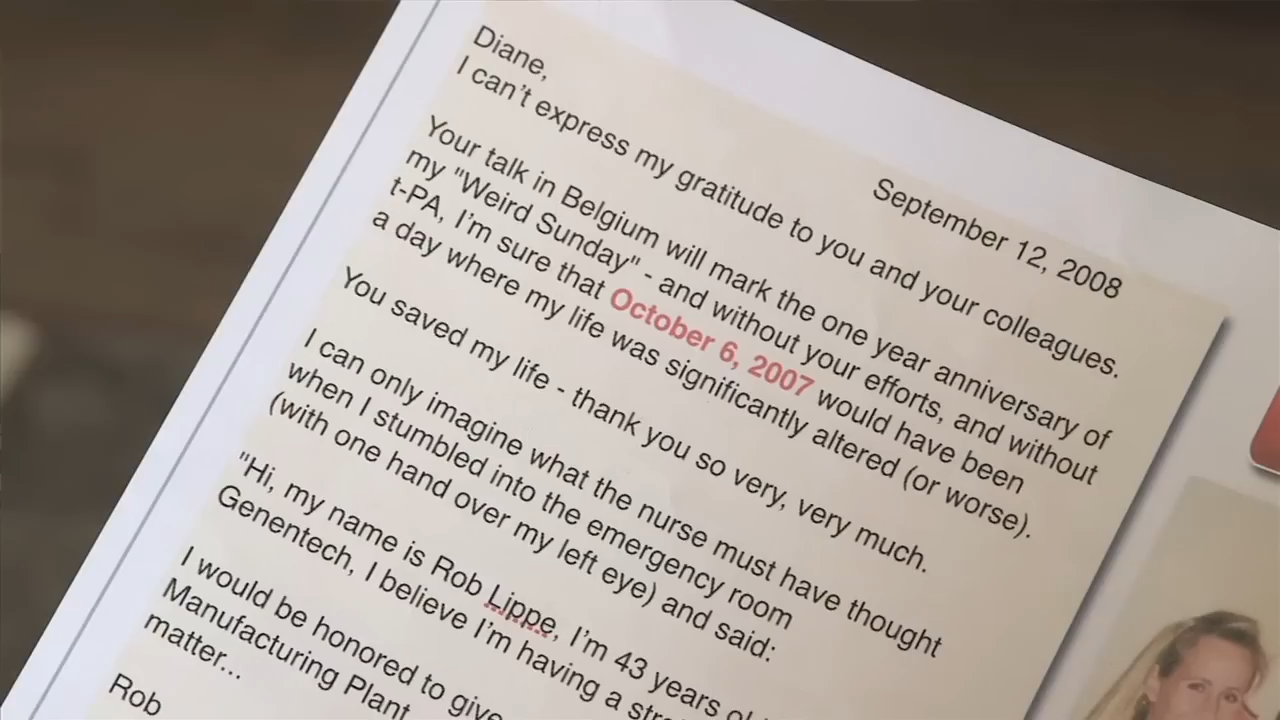 September 12, 2008
Diane,
I can't express my gratitude to you and your colleagues.
Your talk in Belgium will mark the one year anniversary of
my "Weird Sunday" - and without your efforts, and without
t-PA, I'm sure that October 6, 2007 would have been
a day where my life was significantly altered (or worse).
You saved my life - thank you so very, very much.
I can only imagine what the nurse must have thought
when I stumbled into the emergency room
(with one hand over my left eye) and said:
"Hi, my name is Rob Lippe, I'm 43 years
Genentech, I believe I'm having a
I would be honored to give
Manufacturing Plant
matter...
Rob